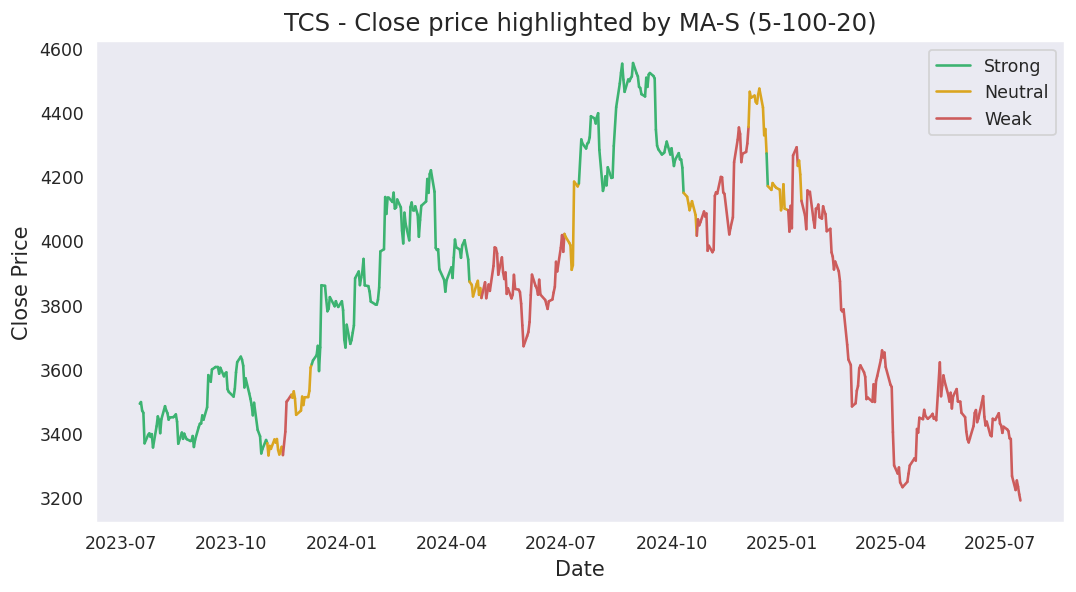 TCS - Close price highlighted by MA-S (5-100-20)
4600
4400
4200
4000
3800
3600
3400
3200
Close Price
Strong
Neutral
Weak
2023-07 2023-10 2024-01 2024-04 2024-07 2024-10 2025-01 2025-04 2025-07
Date